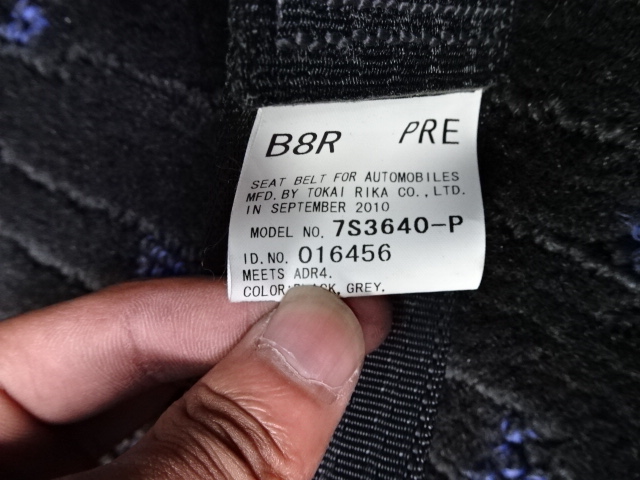 B8R PRE
SEAT BELT FOR AUTOMOBILES
MFD. BY TOKAI RIKA CO., LTD.
IN SEPTEMBER 2010
MODEL NO. 7S3640-P
ID. NO. 016456
MEETS ADR4.
COLOR: BLACK, GREY.